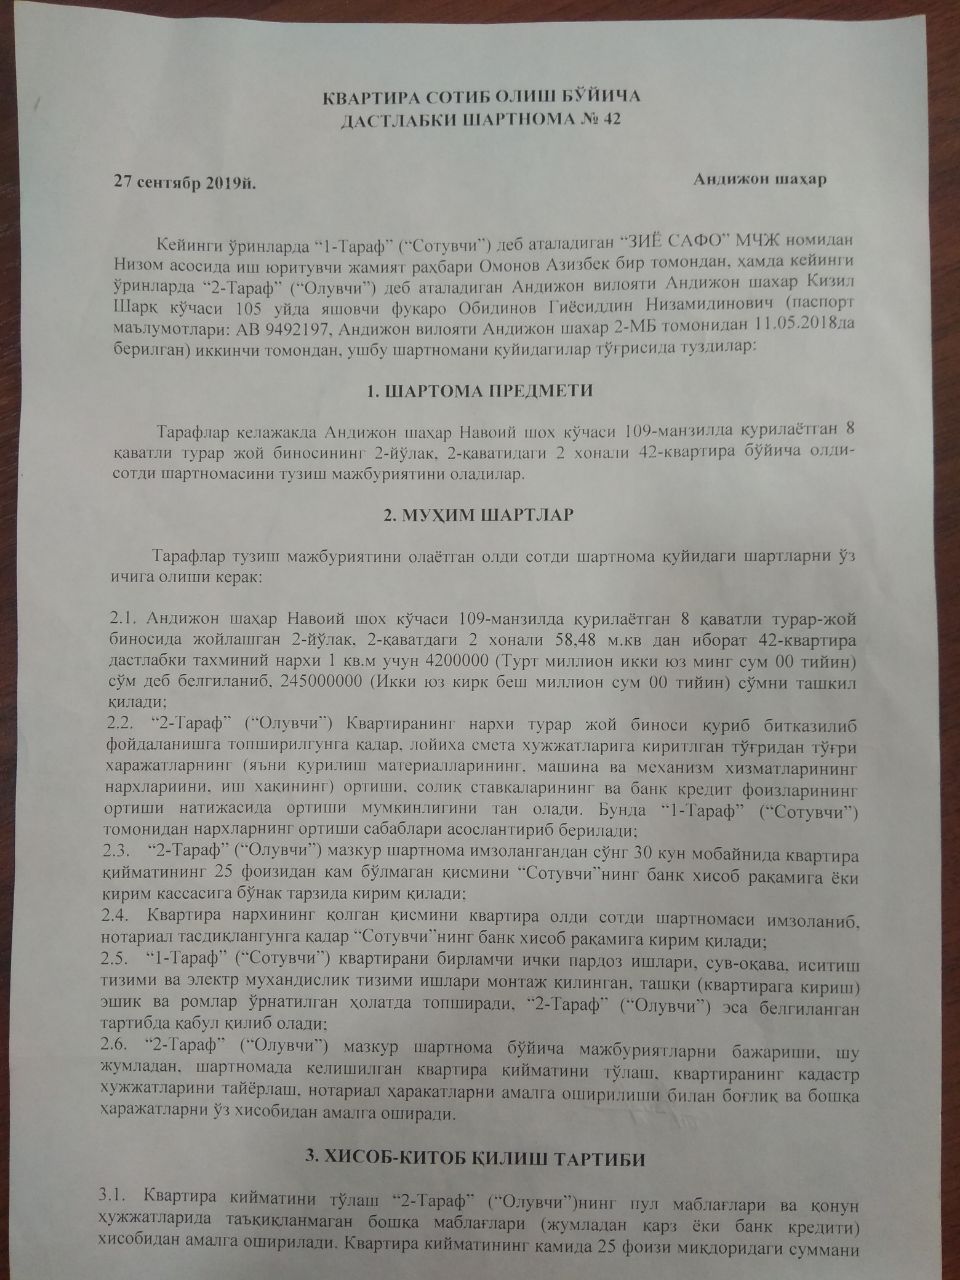 КВАРТИРА СОТИБ ОЛИШ БЎЙИЧА
ДАСТЛАБКИ ШАРТНОМА № 42
27 сентябр 2019й. Андижон шаҳар
Кейинги ўринларда “1-Тараф” (“Сотувчи”) деб аталадиган “ЗИЁ САФО” МЧЖ номидан
Низом асосида иш юритувчи жамият раҳбари Омонов Азизбек бир томондан, ҳамда кейинги
ўринларда “2-Тараф” (“Олувчи”) деб аталадиган Андижон вилояти Андижон шаҳар Кизил
Шарқ кўчаси 105 уйда яшовчи фуқаро Обидинов Гиёсиддин Низамидинович (паспорт
маълумотлари: АВ 9492197, Андижон вилояти Андижон шаҳар 2-МБ томонидан 11.05.2018да
берилган) иккинчи томондан, ушбу шартномани қуйидагилар тўғрисида туздилар:
1. ШАРТОМА ПРЕДМЕТИ
Тарафлар келажакда Андижон шаҳар Навоий шох кўчаси 109-манзилда қурилаётган 8
қаватли турар жой биносининг 2-йўлак, 2-қаватидаги 2 хонали 42-квартира бўйича олди-
сотди шартномасини тузиш мажбуриятини оладилар.
2. МУҲИМ ШАРТЛАР
Тарафлар тузиш мажбуриятини олаётган олди сотди шартнома қуйидаги шартларни ўз
ичига олиши керак:
2.1. Андижон шаҳар Навоий шох кўчаси 109-манзилда қурилаётган 8 қаватли турар-жой
биносида жойлашган 2-йўлак, 2-қаватдаги 2 хонали 58,48 м.кв дан иборат 42-квартира
дастлабки тахминий нархи 1 кв.м учун 4200000 (Турт миллион икки юз минг сум 00 тийин)
сўм деб белгиланиб, 245000000 (Икки юз кирк беш миллион сум 00 тийин) сўмни ташкил
қилади;
2.2. “2-Тараф” (“Олувчи”) Квартиранинг нархи турар жой биноси қуриб битказилиб
фойдаланишга топширилгунга қадар, лойиха смета хужжатларига киритлган тўғридан тўғри
харажатларнинг (яъни қурилиш материалларининг, машина ва механизм хизматларининг
нархлариини, иш хақининг) ортиши, солиқ ставкаларининг ва банк кредит фоизларининг
ортиши натижасида ортиши мумкинлигини тан олади. Бунда “1-Тараф” (“Сотувчи”)
томонидан нархларнинг ортиши сабаблари асослантириб берилади;
2.3. “2-Тараф” (“Олувчи”) мазкур шартнома имзолангандан сўнг 30 кун мобайнида квартира
қийматининг 25 фоизидан кам бўлмаган қисмини “Сотувчи”нинг банк хисоб рақамига ёки
кирим кассасига бўнак тарзида кирим қилади;
2.4. Квартира нархининг қолган қисмини квартира олди сотди шартномаси имзоланиб,
нотариал тасдиқлангунга қадар “Сотувчи”нинг банк хисоб рақамига кирим қилади;
2.5. “1-Тараф” (“Сотувчи”) квартирани бирламчи ички пардоз ишлари, сув-оқава, иситиш
тизими ва электр мухандислик тизими ишлари монтаж қилинган, ташқи (квартирага кириш)
эшик ва ромлар ўрнатилган ҳолатда топширади, “2-Тараф” (“Олувчи”) эса белгиланган
тартибда қабул қилиб олади;
2.6. “2-Тараф” (“Олувчи”) мазкур шартнома бўйича мажбуриятларни бажариши, шу
жумладан, шартномада келишилган квартира қийматини тўлаш, квартиранинг кадастр
хужжатларини тайёрлаш, нотариал ҳаракатларни амалга оширилиши билан боғлиқ ва бошқа
ҳаражатларни ўз хисобидан амалга оширади.
3. ХИСОБ-КИТОБ ҚИЛИШ ТАРТИБИ
3.1. Квартира кийматини тўлаш “2-Тараф” (“Олувчи”)нинг пул маблағлари ва қонун
ҳужжатларида таъқиқланмаган бошқа маблағлари (жумладан қарз ёки банк кредити)
хисобидан амалга оширилади. Квартира кийматининг камида 25 фоизи миқдоридаги суммани